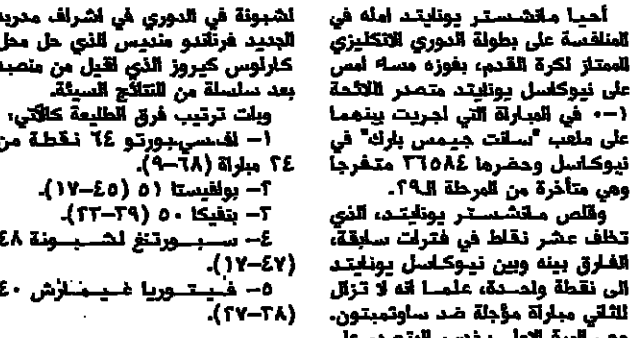 أحيا مانشستر يونايتد امله في
المنافسة على بطولة الدوري الانكليزي
الممتاز لكرة القدم، بفوزه مساء امس
على نيوكاسل يونايتد متصدر اللائحة
١-٠ في المباراة التي اجريت بينهما
على ملعب "سانت جيمس بارك" في
نيوكاسل وحضرها ٣٦٥٨٤ متفرجاً
وهي متأخرة من المرحلة الـ٢٩.
وقلص مانشستر يونايتد، الذي
تخلف عشر نقاط في فترات سابقة،
الفارق بينه وبين نيوكاسل يونايتد
الى نقطة واحدة، علما انه لا تزال
للثاني مباراة مؤجلة ضد ساوثمبتون.
وهي المرة الاولى
لشبونة في الدوري في اشراف مدربه
الجديد فرناندو منديس الذي حل محل
كارلوس كيروز الذي اقيل من منصبه
بعد سلسلة من النتائج السيئة.
وبات ترتيب فرق الطليعة كالآتي:
١- اف.سي.بورتو ٦٤ نقطة من
٢٤ مباراة (٦٨-٩).
٢- بوافيستا ٥١ (٤٥-١٧).
٣- بنفيكا ٥٠ (٣٩-٢٣).
٤- سبورتنغ لشبونة ٤٨
(٤٧-١٧).
٥- فيتوريا غيمارش ٤٠
(٣٨-٢٧).